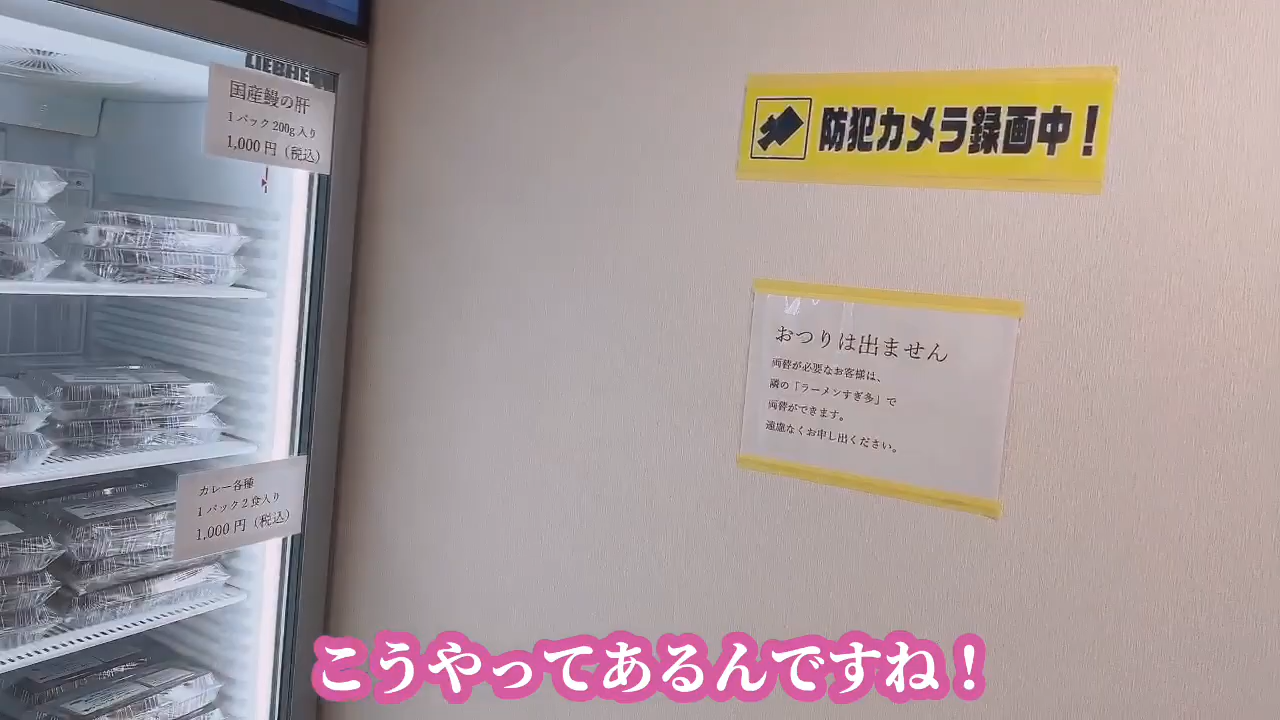 LIEBHE
国産鰻の肝
1パック200g入り
1,000円（税込）
防犯カメラ録画中！
おつりは出ません
両替が必要なお客様は、
隣の「ラーメンすぎ多」で
両替ができます。
遠慮なくお申し出ください。
カレー各種
1パック2食入り
1,000円（税込）
こうやってあるんですね！